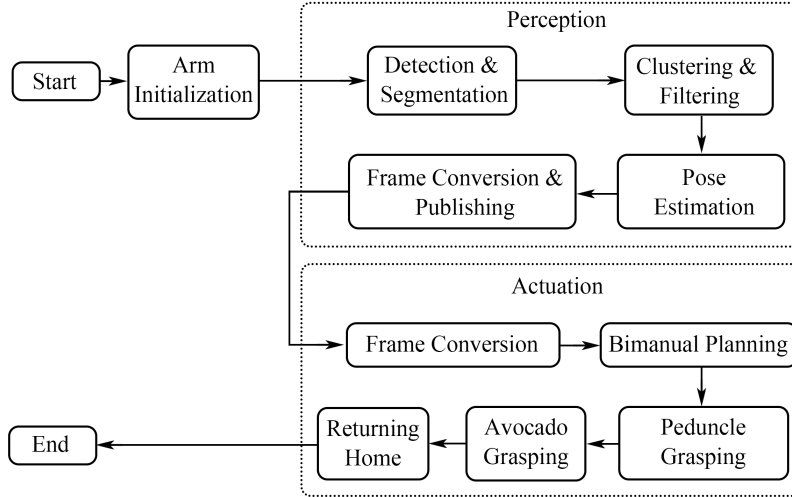 Perception
Start
Arm
Initialization
Detection &
Segmentation
Clustering &
Filtering
Frame Conversion &
Publishing
Pose
Estimation
Actuation
Frame Conversion
Bimanual Planning
End
Returning
Home
Avocado
Grasping
Peduncle
Grasping